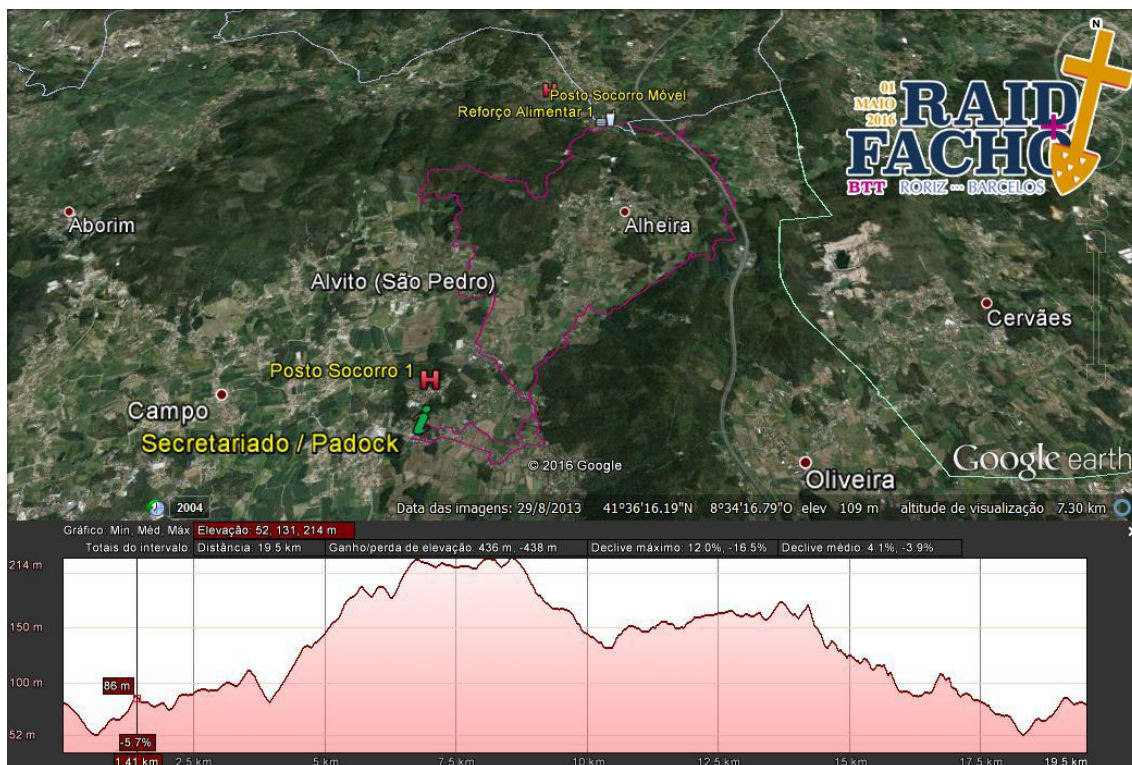 N
01
MAIO
2016
RAID
FACHO
BTT RORIZ ... BARCELOS
Posto Socorro Móvel
Reforço Alimentar 1
Aborim
Alheira
Alvito (São Pedro)
Cervães
Posto Socorro 1
H
Campo
Secretariado / Padock
© 2016 Google
Google earth
Oliveira
2004
Data das imagens: 29/8/2013 41°36'16.19"N 8°34'16.79"O elev 109 m altitude de visualização 7.30 km
Gráfico: Mín, Méd, Máx Elevação: 52, 131, 214 m
Totais do intervalo: Distância: 19.5 km Ganho/perda de elevação: 436 m, -438 m Declive máximo: 12.0%, -16.5% Declive médio: 4.1%, -3.9%
214 m
150 m
100 m
86 m
52 m
-5.7%
1.41 km 2.5 km 5 km 7.5 km 10 km 12.5 km 15 km 17.5 km 19.5 km